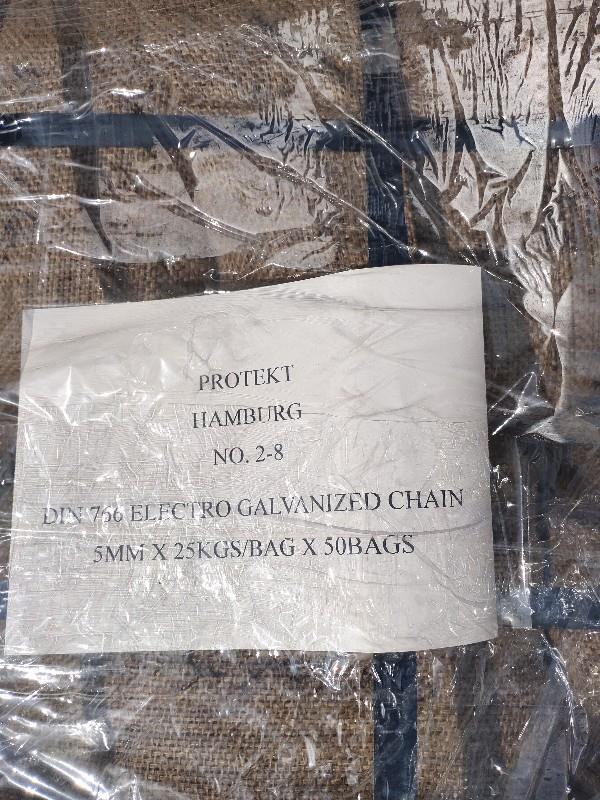 PROTEKT
HAMBURG
NO. 2-8
DIN 766 ELECTRO GALVANIZED CHAIN
5MM X 25KGS/BAG X 50BAGS